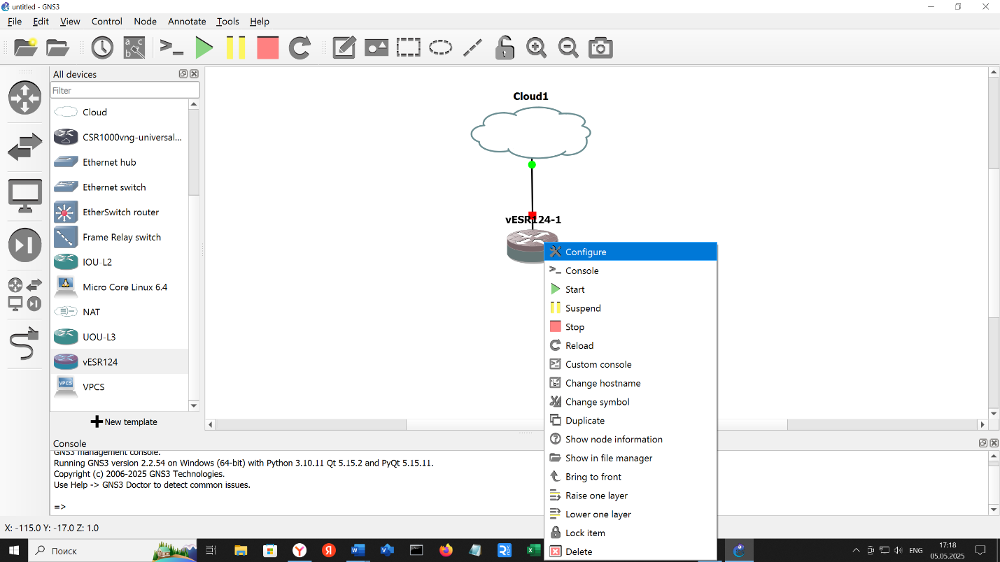 untitled - GNS3
File Edit View Control Node Annotate Tools Help
All devices
Filter
Cloud
CSR1000vng-universal...
Ethernet hub
Ethernet switch
EtherSwitch router
Frame Relay switch
IOU-L2
Micro Core Linux 6.4
NAT
UOU-L3
vESR124
VPCS
New template
Cloud1
vESR124-1
Configure
Console
Start
Suspend
Stop
Reload
Custom console
Change hostname
Change symbol
Duplicate
Show node information
Show in file manager
Bring to front
Raise one layer
Lower one layer
Lock item
Delete
Console
GNS3 management console.
Running GNS3 version 2.2.54 on Windows (64-bit) with Python 3.10.11 Qt 5.15.2 and PyQt 5.15.11.
Copyright (c) 2006-2025 GNS3 Technologies.
Use Help -> GNS3 Doctor to detect common issues.
=>
X: -115.0 Y: -17.0 Z: 1.0
Поиск
ENG
17:18
05.05.2025